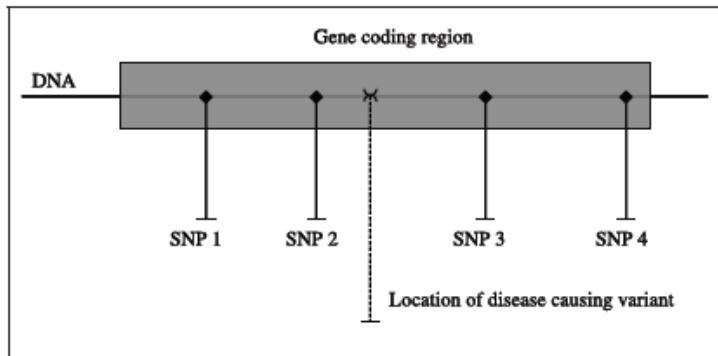 Gene coding region
DNA
SNP 1
SNP 2
SNP 3
SNP 4
Location of disease causing variant